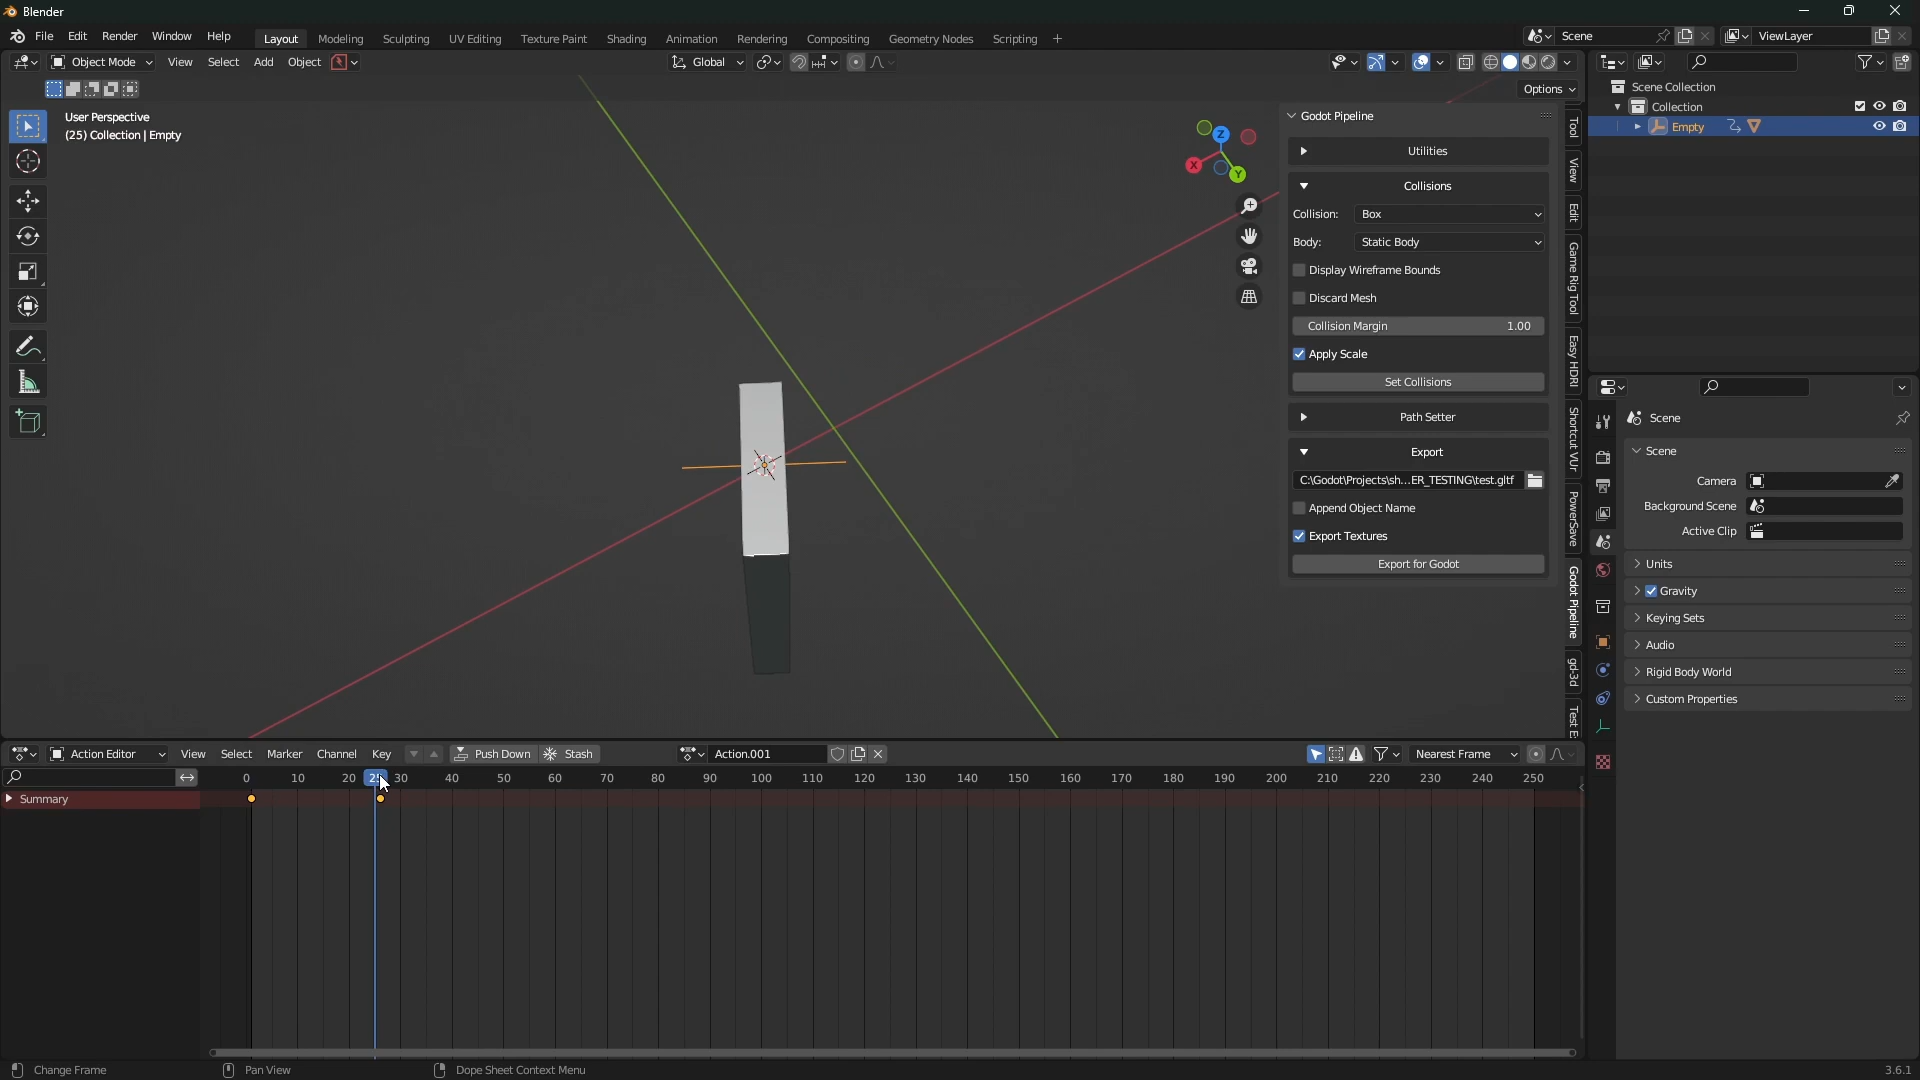 Blender
File Edit Render Window Help Layout Modeling Sculpting UV Editing Texture Paint Shading Animation Rendering Compositing Geometry Nodes Scripting + Scene ViewLayer
Object Mode View Select Add Object Global
Options
User Perspective
(25) Collection | Empty
Z
X
Y
Godot Pipeline
Utilities
Collisions
Collision: Box
Body: Static Body
Display Wireframe Bounds
Discard Mesh
Collision Margin 1.00
Apply Scale
Set Collisions
Path Setter
Export
C:\Godot\Projects\sh...ER_TESTING\test.gltf
Append Object Name
Export Textures
Export for Godot
Tool
View
Edit
Game Rig Tool
Easy HDRI
Shortcut VUr
PowerSave
Godot Pipeline
gd-3d
Test E:
Scene Collection
Collection
Empty
Scene
Scene
Camera
Background Scene
Active Clip
Units
Gravity
Keying Sets
Audio
Rigid Body World
Custom Properties
Action Editor View Select Marker Channel Key Push Down Stash Action.001 Nearest Frame
0 10 20 30 40 50 60 70 80 90 100 110 120 130 140 150 160 170 180 190 200 210 220 230 240 250
Summary
Change Frame Pan View Dope Sheet Context Menu 3.6.1